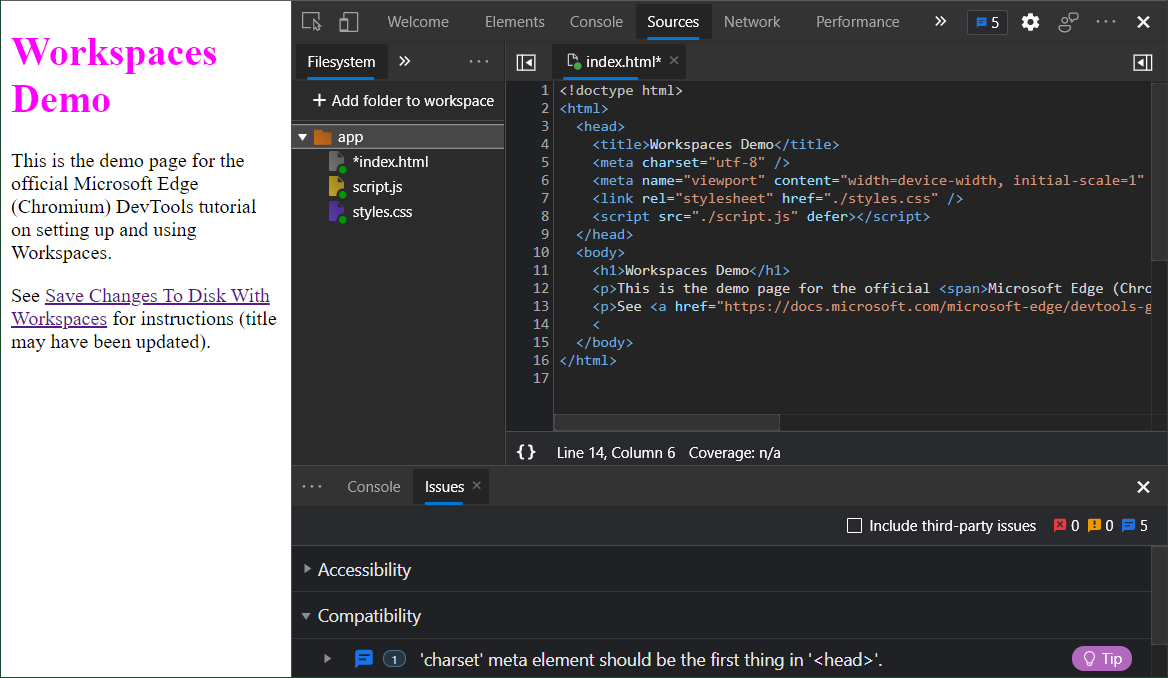 Workspaces
Demo
This is the demo page for the
official Microsoft Edge
(Chromium) DevTools tutorial
on setting up and using
Workspaces.
See Save Changes To Disk With
Workspaces for instructions (title
may have been updated).
Welcome Elements Console Sources Network Performance » 5 ··· ×
Filesystem » ··· index.html* ×
+ Add folder to workspace
app
*index.html
script.js
styles.css
1 <!doctype html>
2 <html>
3 <head>
4 <title>Workspaces Demo</title>
5 <meta charset="utf-8" />
6 <meta name="viewport" content="width=device-width, initial-scale=1"
7 <link rel="stylesheet" href="./styles.css" />
8 <script src="./script.js" defer></script>
9 </head>
10 <body>
11 <h1>Workspaces Demo</h1>
12 <p>This is the demo page for the official <span>Microsoft Edge (Chro
13 <p>See <a href="https://docs.microsoft.com/microsoft-edge/devtools-g
14 <
15 </body>
16 </html>
17
{} Line 14, Column 6 Coverage: n/a
··· Console Issues × ×
Include third-party issues 0 0 5
Accessibility
Compatibility
1 'charset' meta element should be the first thing in '<head>'. Tip